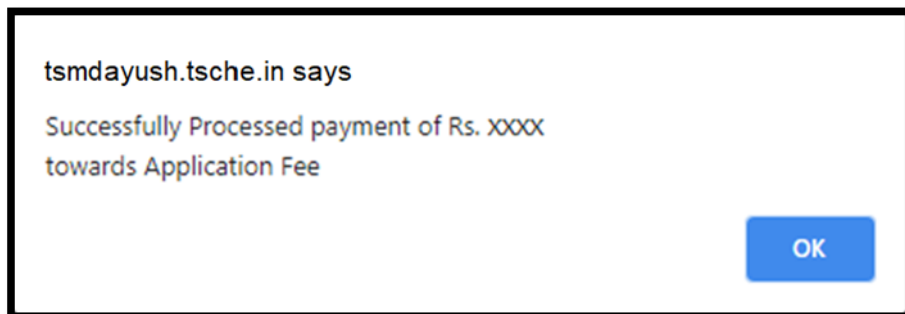 tsmdayush.tsche.in says
Successfully Processed payment of Rs. XXXX
towards Application Fee
OK